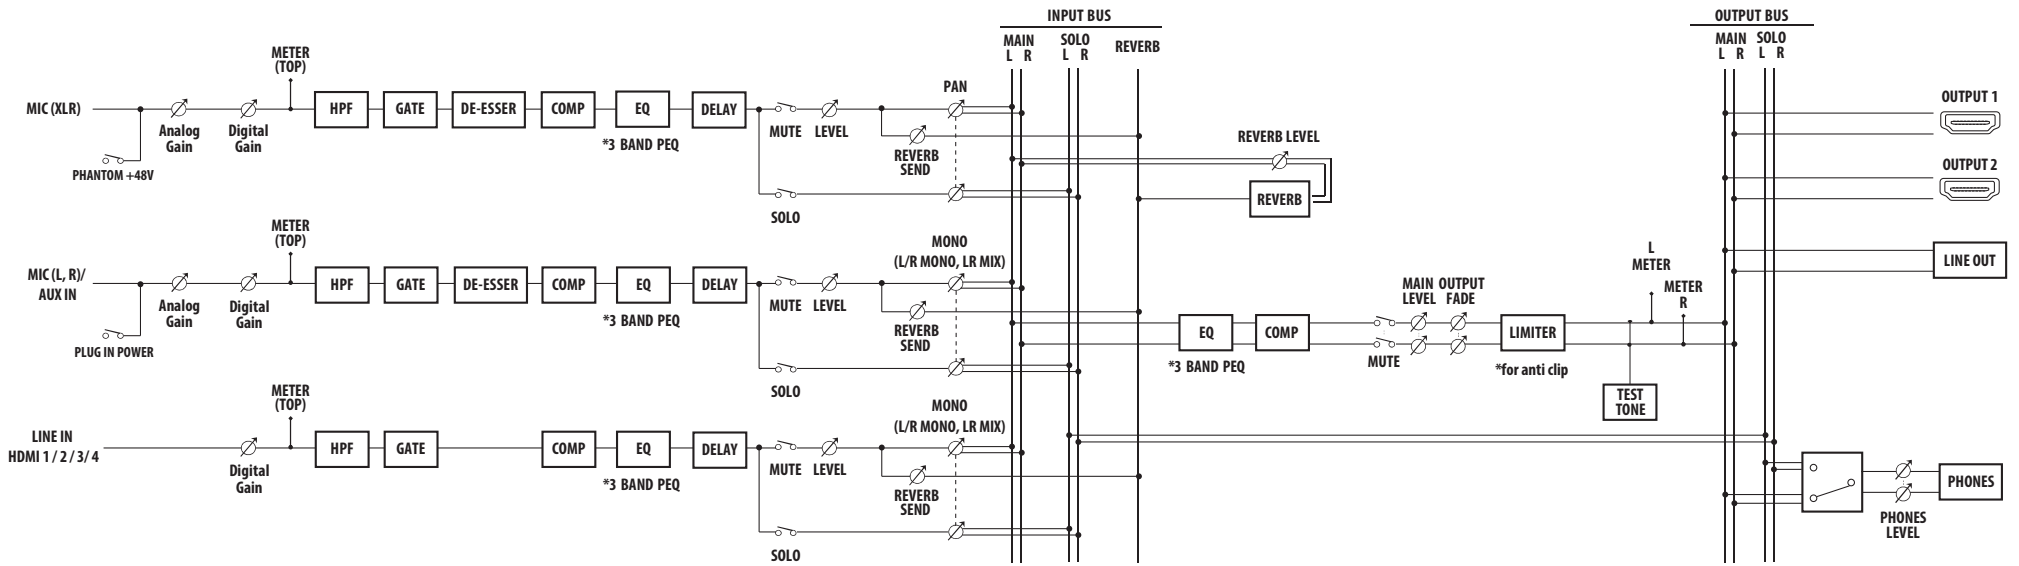 INPUT BUS
MAIN
L R
SOLO
L R
REVERB
OUTPUT BUS
MAIN
L R
SOLO
L R
METER
(TOP)
MIC (XLR)
Analog
Gain
Digital
Gain
PHANTOM +48V
HPF
GATE
DE-ESSER
COMP
EQ
*3 BAND PEQ
DELAY
MUTE
LEVEL
PAN
REVERB
SEND
SOLO
REVERB LEVEL
REVERB
OUTPUT 1
OUTPUT 2
LINE OUT
METER
(TOP)
MIC (L, R)/
AUX IN
Analog
Gain
Digital
Gain
PLUG IN POWER
HPF
GATE
DE-ESSER
COMP
EQ
*3 BAND PEQ
DELAY
MUTE
LEVEL
MONO
(L/R MONO, LR MIX)
REVERB
SEND
SOLO
EQ
*3 BAND PEQ
COMP
MUTE
MAIN
LEVEL
OUTPUT
FADE
LIMITER
*for anti clip
L
METER
METER
R
TEST
TONE
METER
(TOP)
LINE IN
HDMI 1 / 2 / 3/ 4
Digital
Gain
HPF
GATE
COMP
EQ
*3 BAND PEQ
DELAY
MUTE
LEVEL
MONO
(L/R MONO, LR MIX)
REVERB
SEND
SOLO
PHONES
LEVEL
PHONES